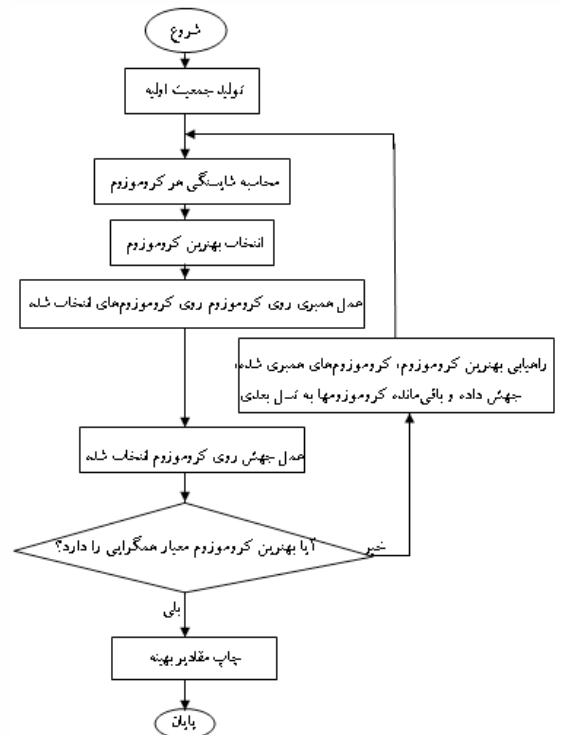 شروع
تولید جمعیت اولیه
محاسبه شایستگی هر کروموزوم
انتخاب بهترین کروموزوم
عمل همبری روی کروموزوم روی کروموزوم‌های انتخاب شده
راهیابی بهترین کروموزوم، کروموزوم‌های همبری شده،
جهش داده و باقی‌مانده کروموزومها به نسل بعدی
عمل جهش روی کروموزوم انتخاب شده
آیا بهترین کروموزوم معیار همگرایی را دارد؟
خیر
بلی
چاپ مقادیر بهینه
پایان